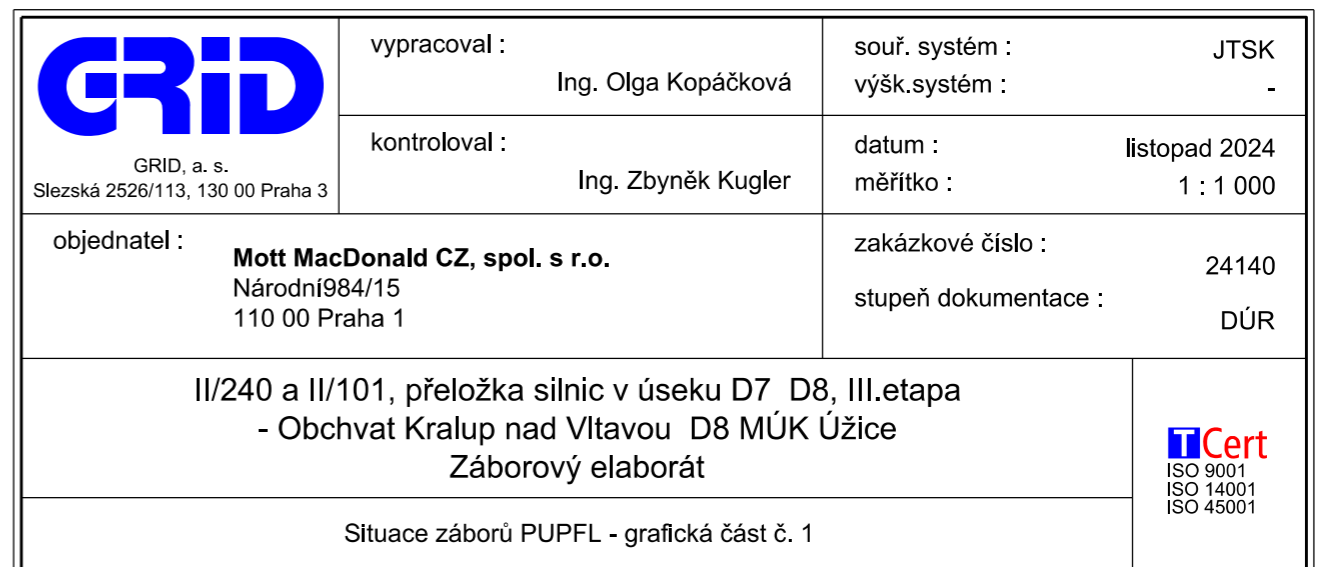 GRiD
GRID, a. s.
Slezská 2526/113, 130 00 Praha 3
vypracoval :
Ing. Olga Kopáčková
kontroloval :
Ing. Zbyněk Kugler
souř. systém : JTSK
výšk.systém : -
datum : listopad 2024
měřítko : 1 : 1 000
objednatel :
Mott MacDonald CZ, spol. s r.o.
Národní984/15
110 00 Praha 1
zakázkové číslo :
24140
stupeň dokumentace :
DÚR
II/240 a II/101, přeložka silnic v úseku D7 D8, III.etapa
- Obchvat Kralup nad Vltavou D8 MÚK Úžice
Záborový elaborát
TCert
ISO 9001
ISO 14001
ISO 45001
Situace záborů PUPFL - grafická část č. 1